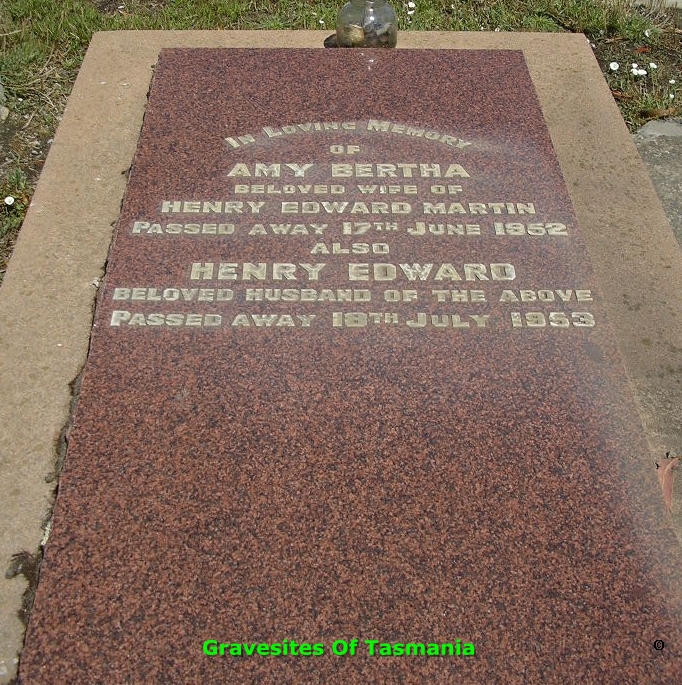 In Loving Memory
OF
AMY BERTHA
BELOVED WIFE OF
HENRY EDWARD MARTIN
PASSED AWAY 17TH JUNE 1952
ALSO
HENRY EDWARD
BELOVED HUSBAND OF THE ABOVE
PASSED AWAY 18TH JULY 1953
Gravesites Of Tasmania